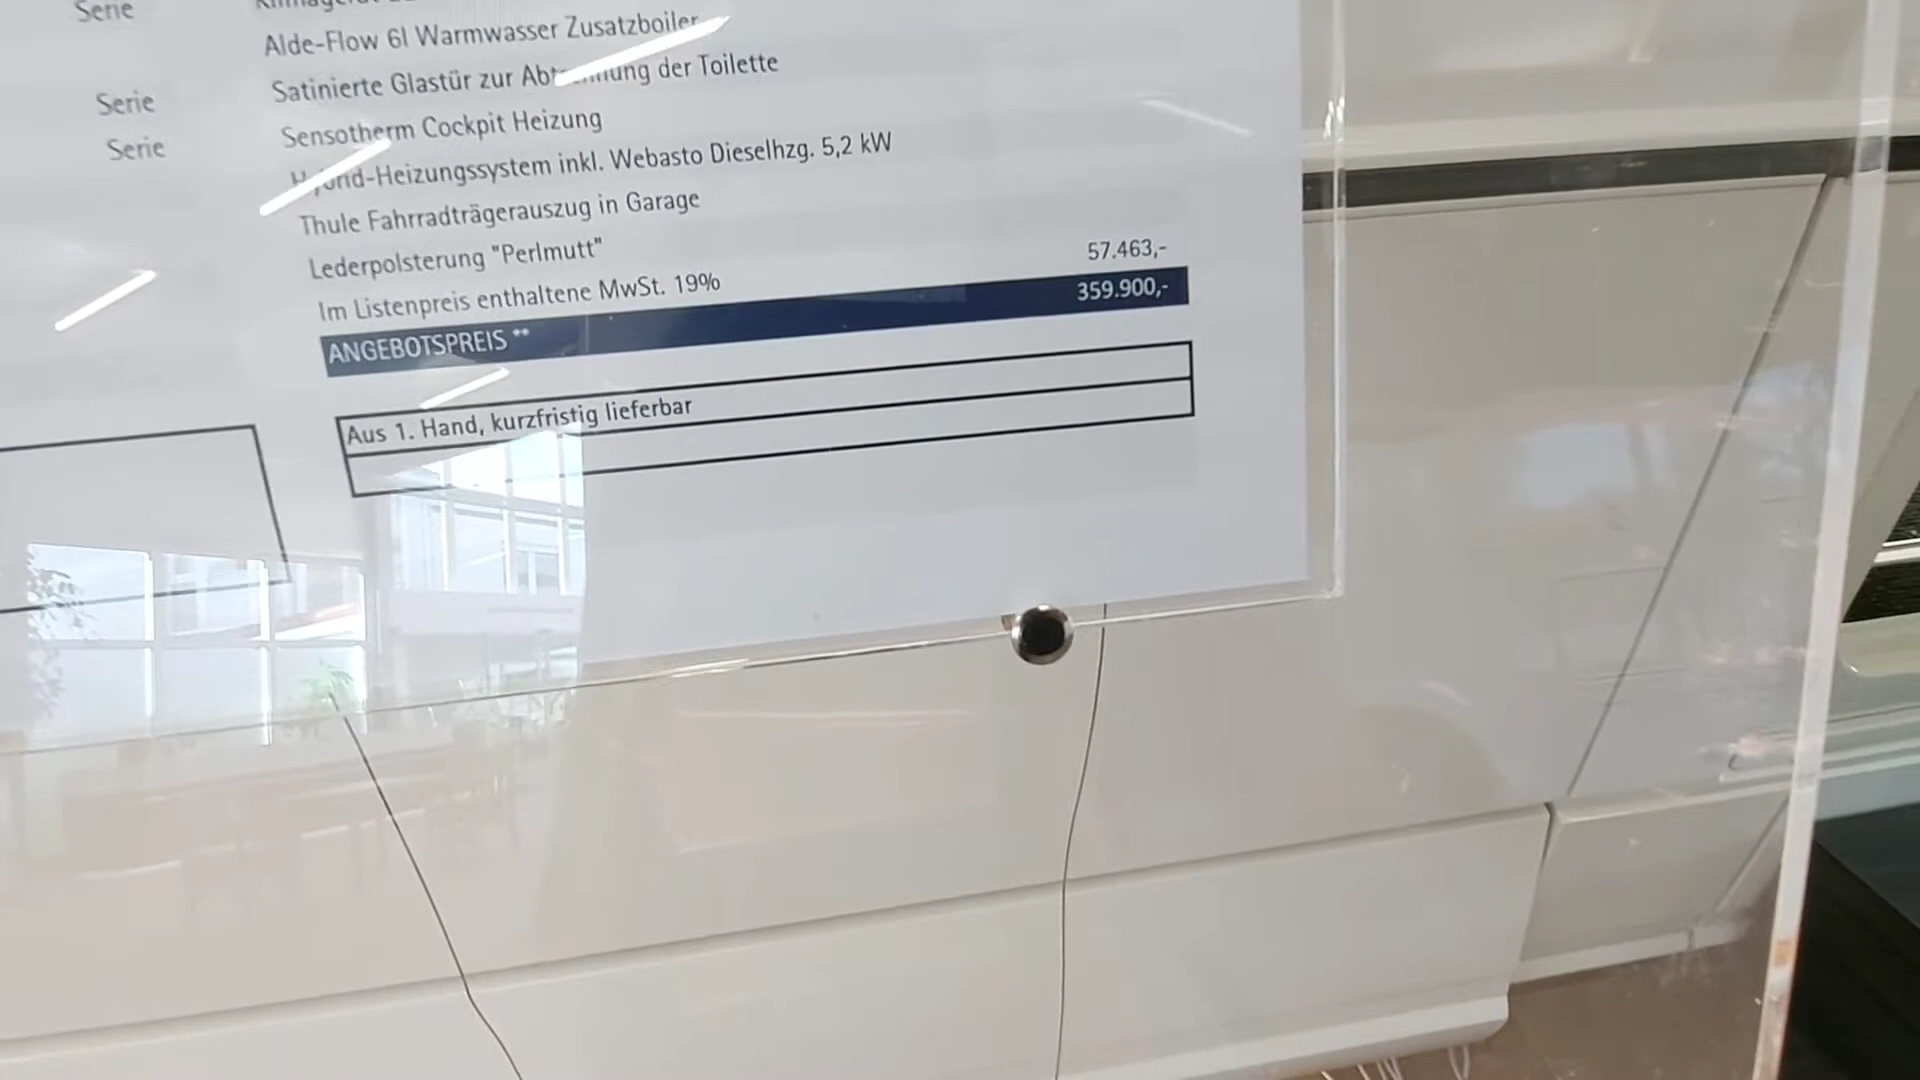 Serie
Alde-Flow 6l Warmwasser Zusatzboiler
Satinierte Glastür zur Abtrennung der Toilette
Serie
Sensotherm Cockpit Heizung
Serie
Hybrid-Heizungssystem inkl. Webasto Dieselhzg. 5,2 kW
Thule Fahrradträgerauszug in Garage
Lederpolsterung "Perlmutt"
Im Listenpreis enthaltene MwSt. 19% 57.463,-
ANGEBOTSPREIS ** 359.900,-
Aus 1. Hand, kurzfristig lieferbar